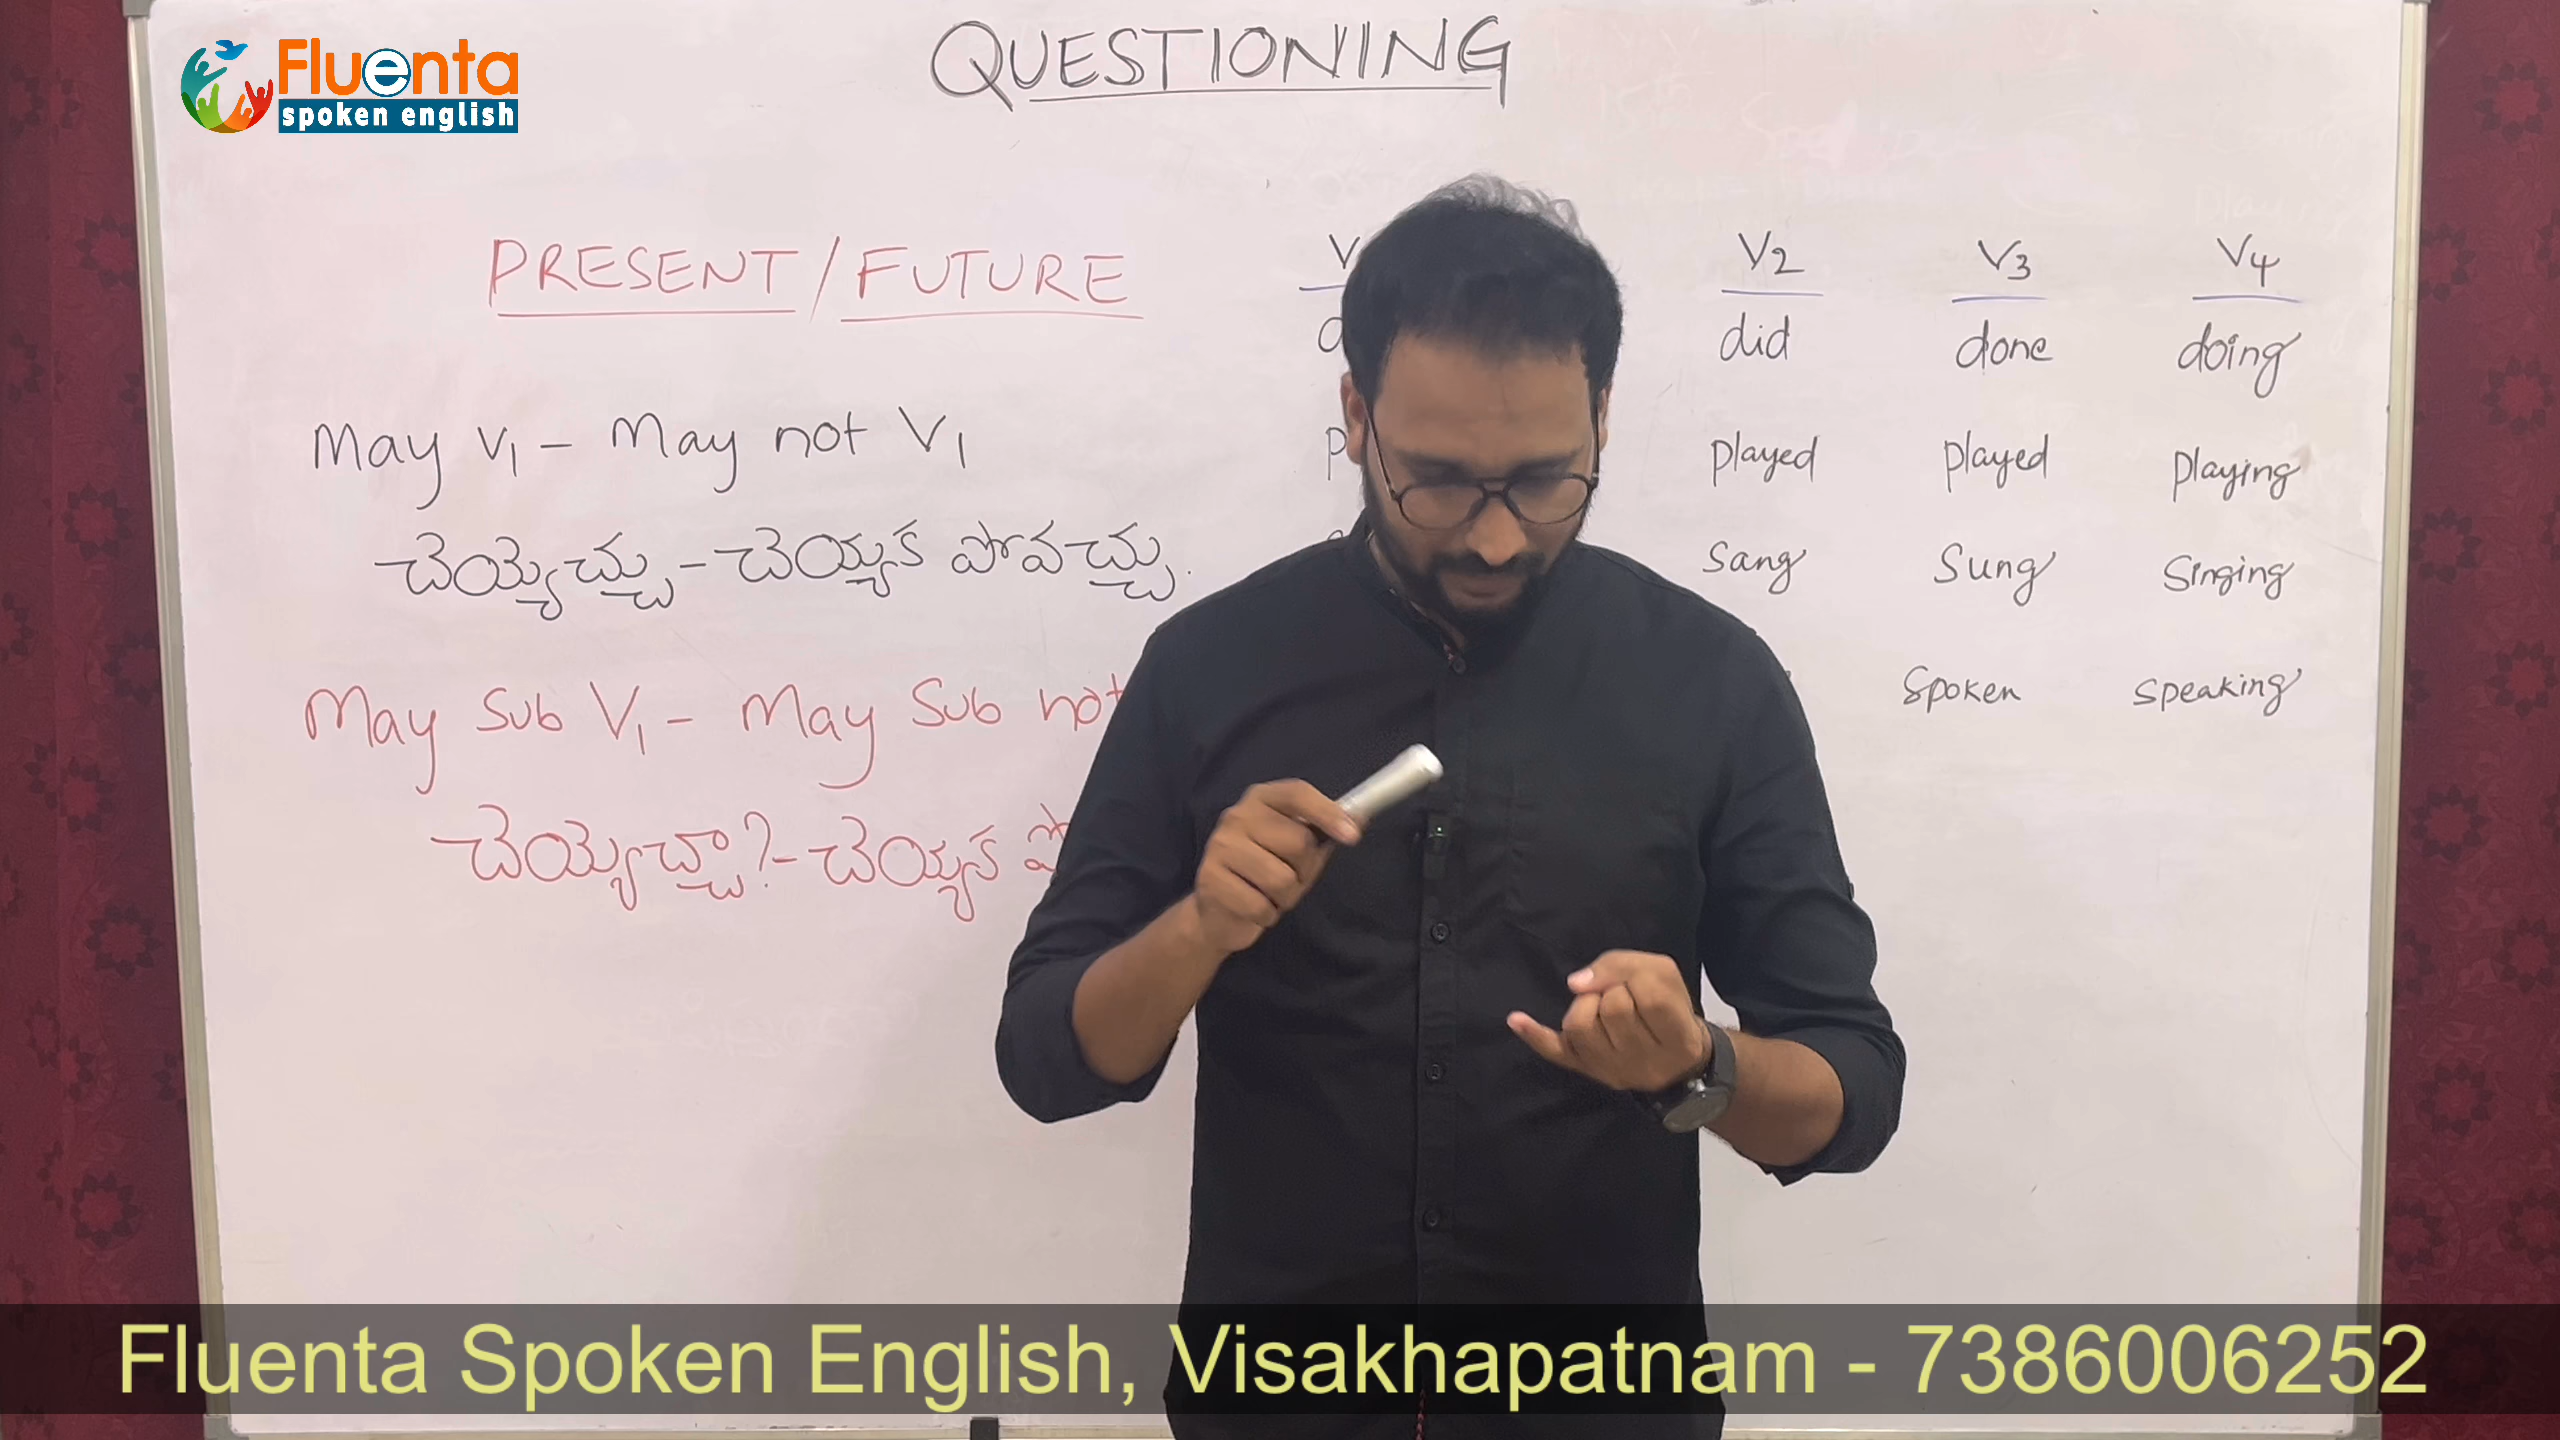 Fluenta
spoken english
QUESTIONING
PRESENT / FUTURE
May V1 - May not V1
చెయ్యెచ్చు - చెయ్యక పోవచ్చు.
May Sub V1 - May Sub not
చెయ్యెచ్చా? - చెయ్యక పో
V2 V3 V4
did done doing
played played playing
Sang Sung Singing
Spoken Speaking
Fluenta Spoken English, Visakhapatnam - 7386006252